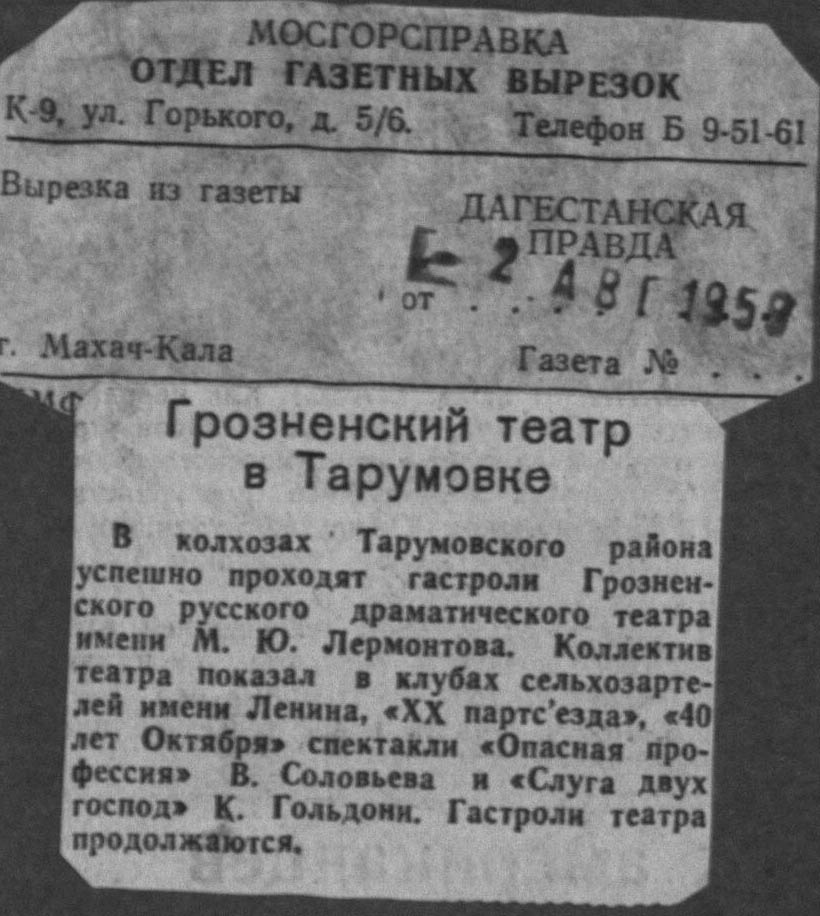 МОСГОРСПРАВКА
ОТДЕЛ ГАЗЕТНЫХ ВЫРЕЗОК
К-9, ул. Горького, д. 5/6. Телефон Б 9-51-61
Вырезка из газеты
ДАГЕСТАНСКАЯ
ПРАВДА
- 2 АВГ 1959
от . . . . .
г. Махач-Кала Газета № . . .
Грозненский театр
в Тарумовке
В колхозах Тарумовского района
успешно проходят гастроли Грознен-
ского русского драматического театра
имени М. Ю. Лермонтова. Коллектив
театра показал в клубах сельхозарте-
лей имени Ленина, «XX партс'езда», «40
лет Октября» спектакли «Опасная про-
фессия» В. Соловьева и «Слуга двух
господ» К. Гольдони. Гастроли театра
продолжаются.